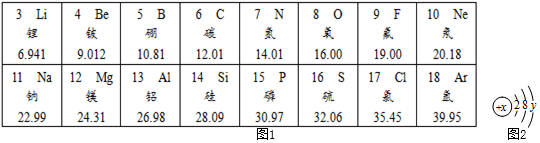 3 Li 4 Be 5 B 6 C 7 N 8 O 9 F 10 Ne
锂 铍 硼 碳 氮 氧 氟 氖
6.941 9.012 10.81 12.01 14.01 16.00 19.00 20.18
11 Na 12 Mg 13 Al 14 Si 15 P 16 S 17 Cl 18 Ar
钠 镁 铝 硅 磷 硫 氯 氩
22.99 24.31 26.98 28.09 30.97 32.06 35.45 39.95
图1
+x 2 8 y
图2